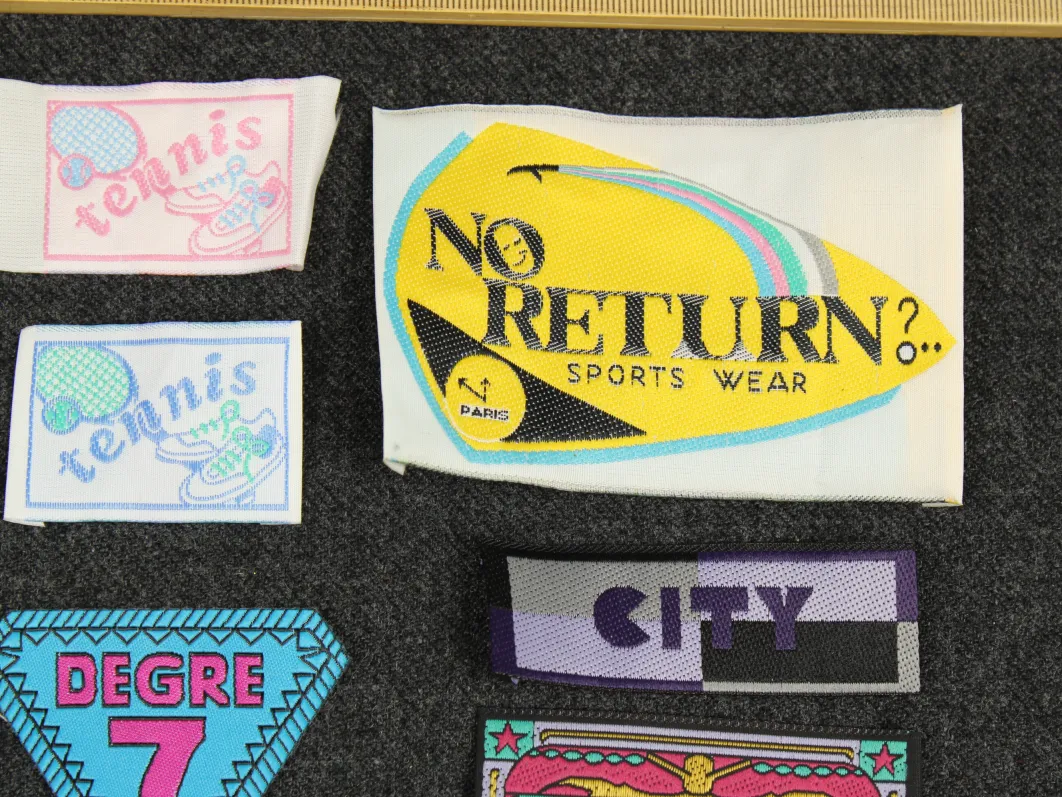 tennis
tennis
DEGRE
7
NO
RETURN?
SPORTS WEAR
PARIS
CITY